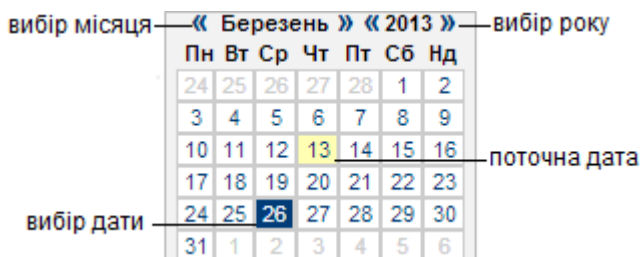 вибір місяця « Березень » « 2013 » вибір року
Пн Вт Ср Чт Пт Сб Нд
24 25 26 27 28 1 2
3 4 5 6 7 8 9
10 11 12 13 14 15 16
поточна дата
17 18 19 20 21 22 23
24 25 26 27 28 29 30
вибір дати
31 1 2 3 4 5 6